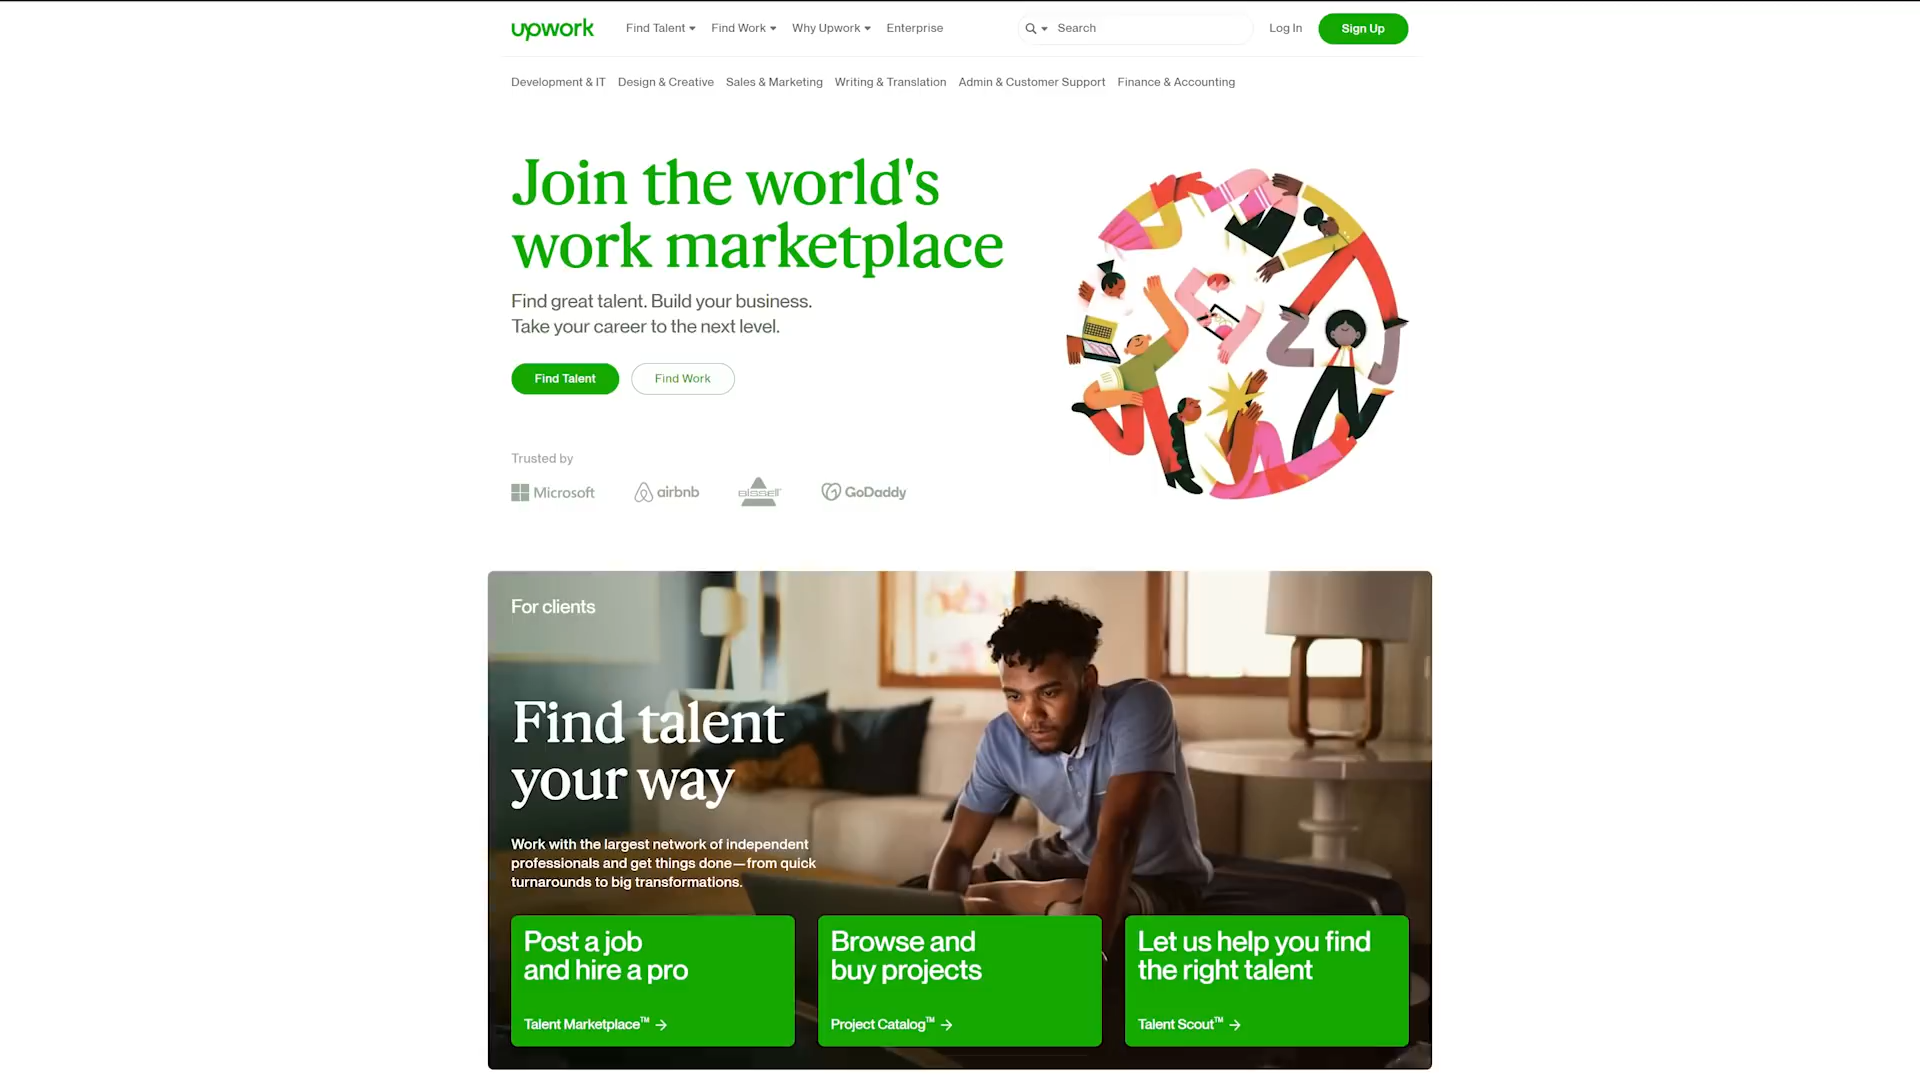 upwork
Find Talent
Find Work
Why Upwork
Enterprise
Search
Log In
Sign Up
Development & IT
Design & Creative
Sales & Marketing
Writing & Translation
Admin & Customer Support
Finance & Accounting
Join the world's
work marketplace
Find great talent. Build your business.
Take your career to the next level.
Find Talent
Find Work
Trusted by
Microsoft
airbnb
BISSELL
GoDaddy
For clients
Find talent
your way
Work with the largest network of independent
professionals and get things done—from quick
turnarounds to big transformations.
Post a job
and hire a pro
Talent Marketplace™ →
Browse and
buy projects
Project Catalog™ →
Let us help you find
the right talent
Talent Scout™ →